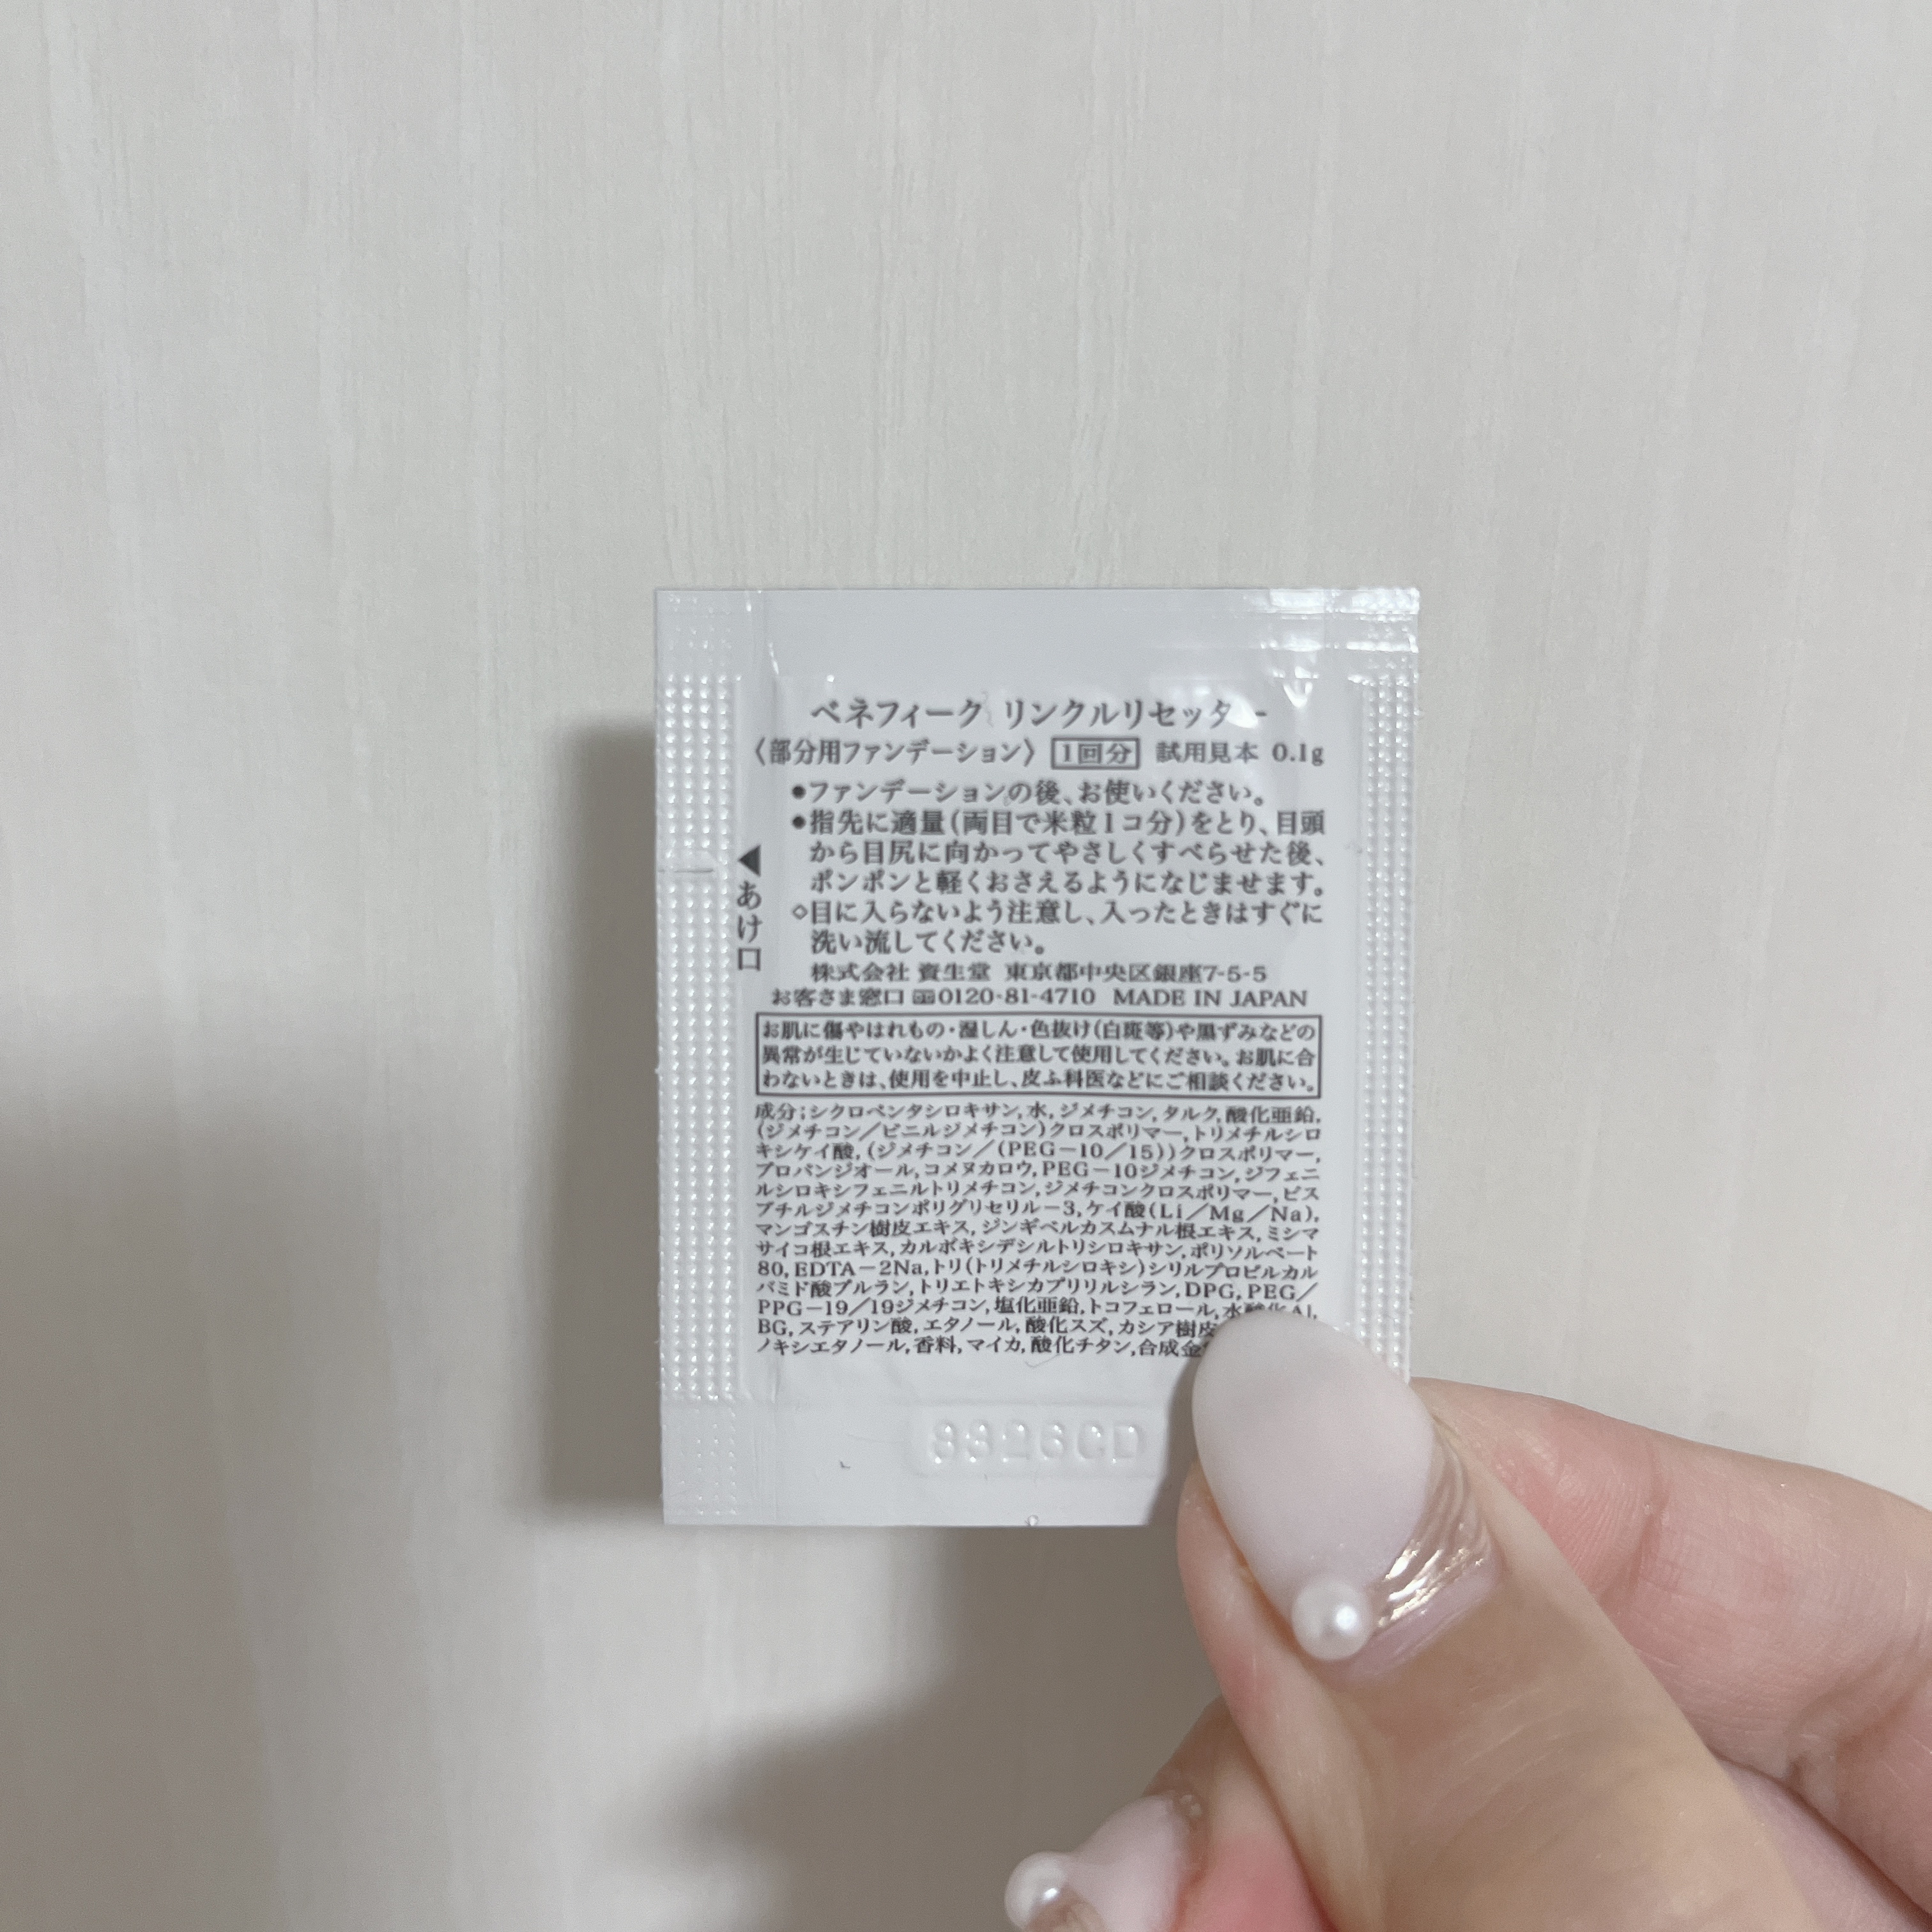 ベネフィーク リンクルリセッター
〈部分用ファンデーション〉 1回分 試用見本 0.1g
●ファンデーションの後、お使いください。
●指先に適量(両目で米粒1コ分)をとり、目頭
から目尻に向かってやさしくすべらせた後、
ポンポンと軽くおさえるようになじませます。
◇目に入らないよう注意し、入ったときはすぐに
洗い流してください。
◀あけ口
株式会社 資生堂 東京都中央区銀座7-5-5
お客さま窓口 0120-81-4710 MADE IN JAPAN
お肌に傷やはれもの・湿しん・色抜け(白斑等)や黒ずみなどの
異常が生じていないかよく注意して使用してください。お肌に合
わないときは、使用を中止し、皮ふ科医などにご相談ください。
成分;シクロペンタシロキサン,水,ジメチコン,タルク,酸化亜鉛,
(ジメチコン/ビニルジメチコン)クロスポリマー,トリメチルシロ
キシケイ酸,(ジメチコン/(PEG-10/15))クロスポリマー,
プロパンジオール,コメヌカロウ,PEG-10ジメチコン,ジフェニ
ルシロキシフェニルトリメチコン,ジメチコンクロスポリマー,ビス
ブチルジメチコンポリグリセリル-3,ケイ酸(Li/Mg/Na),
マンゴスチン樹皮エキス,ジンギベルカスムナル根エキス,ミシマ
サイコ根エキス,カルボキシデシルトリシロキサン,ポリソルベート
80,EDTA-2Na,トリ(トリメチルシロキシ)シリルプロピルカル
バミド酸プルラン,トリエトキシカプリリルシラン,DPG,PEG/
PPG-19/19ジメチコン,塩化亜鉛,トコフェロール,水酸化Al,
BG,ステアリン酸,エタノール,酸化スズ,カシア樹皮
ノキシエタノール,香料,マイカ,酸化チタン,合成金